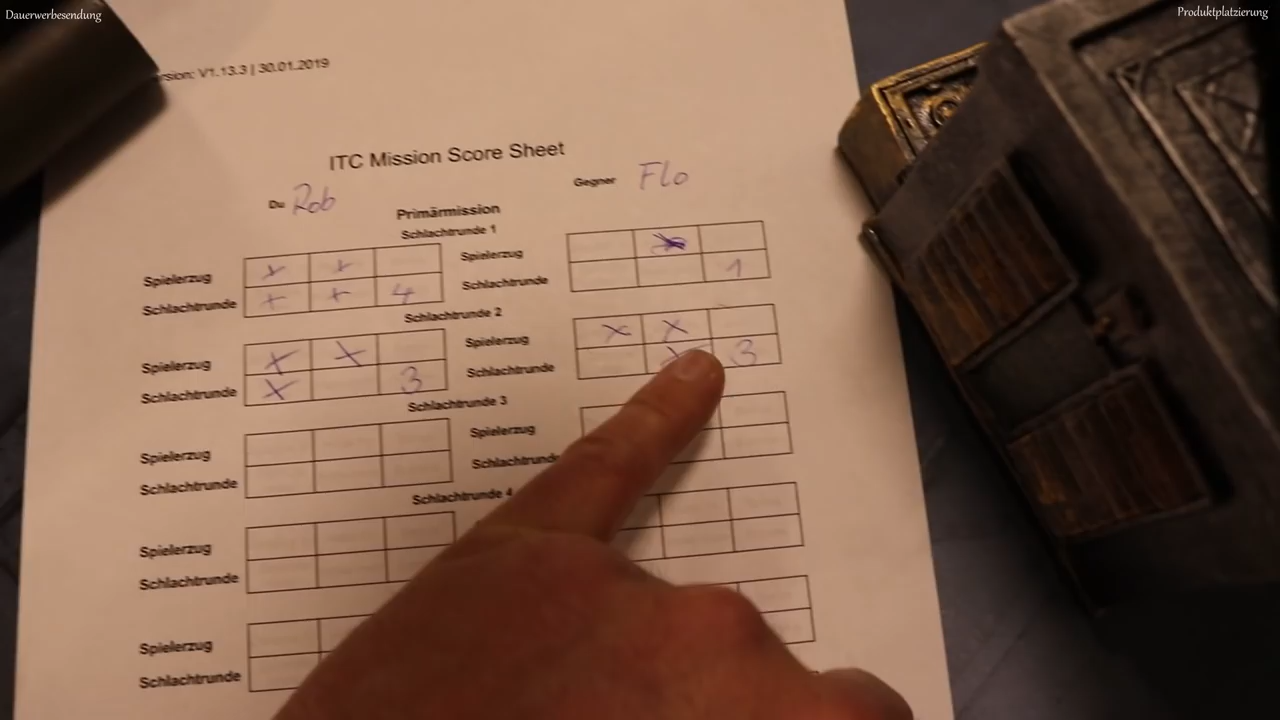 Dauerwerbesendung
Produktplatzierung
rsion: V1.13.3 | 30.01.2019
ITC Mission Score Sheet
Du Rob
Gegner Flo
Primärmission
Schlachtrunde 1
Spielerzug x x
Spielerzug
Schlachtrunde + + 4
Schlachtrunde 1
Schlachtrunde 2
Spielerzug x x
Spielerzug x x
Schlachtrunde x 3
Schlachtrunde x 3
Schlachtrunde 3
Spielerzug
Spielerzug
Schlachtrunde
Schlachtrunde
Schlachtrunde 4
Spielerzug
Schlachtrunde
Spielerzug
Schlachtrunde